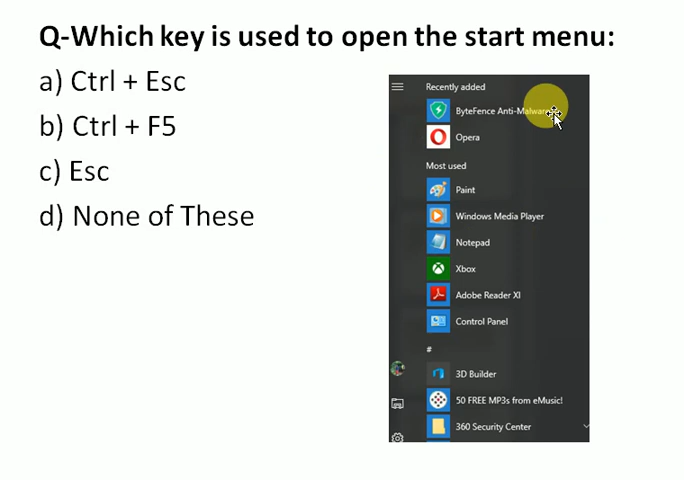 Q-Which key is used to open the start menu:
a) Ctrl + Esc
b) Ctrl + F5
c) Esc
d) None of These
Recently added
ByteFence Anti-Malware
Opera
Most used
Paint
Windows Media Player
Notepad
Xbox
Adobe Reader XI
Control Panel
#
3D Builder
50 FREE MP3s from eMusic!
360 Security Center